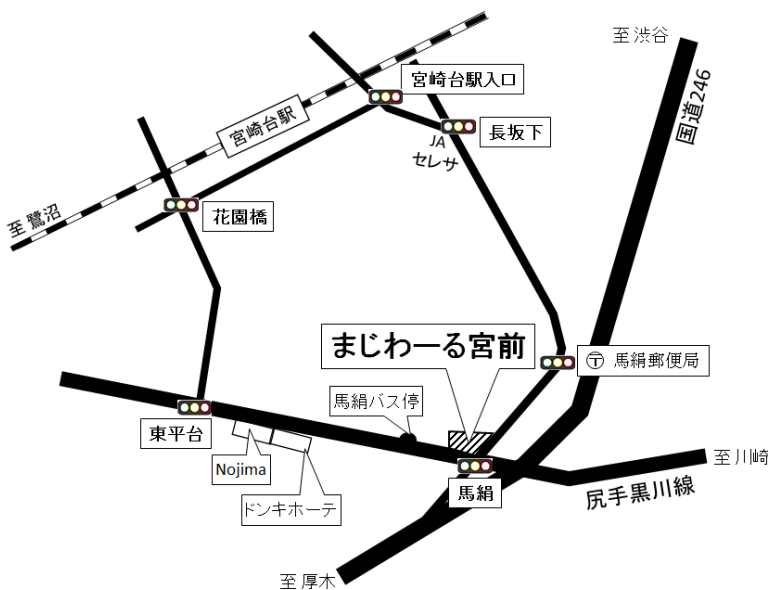 至渋谷
宮崎台駅入口
国道246
宮崎台駅
長坂下
JA
セレサ
至鷺沼
花園橋
まじわーる宮前
〒 馬絹郵便局
馬絹バス停
東平台
Nojima
至川崎
馬絹
尻手黒川線
ドンキホーテ
至厚木